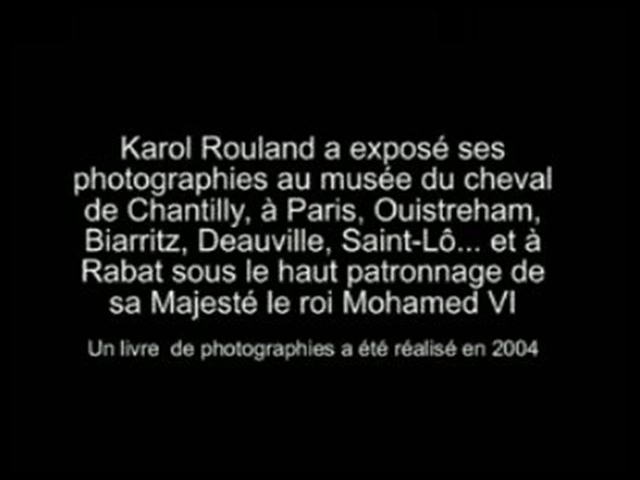 Karol Rouland a exposé ses
photographies au musée du cheval
de Chantilly, à Paris, Ouistreham,
Biarritz, Deauville, Saint-Lô... et à
Rabat sous le haut patronnage de
sa Majesté le roi Mohamed VI
Un livre de photographies a été réalisé en 2004